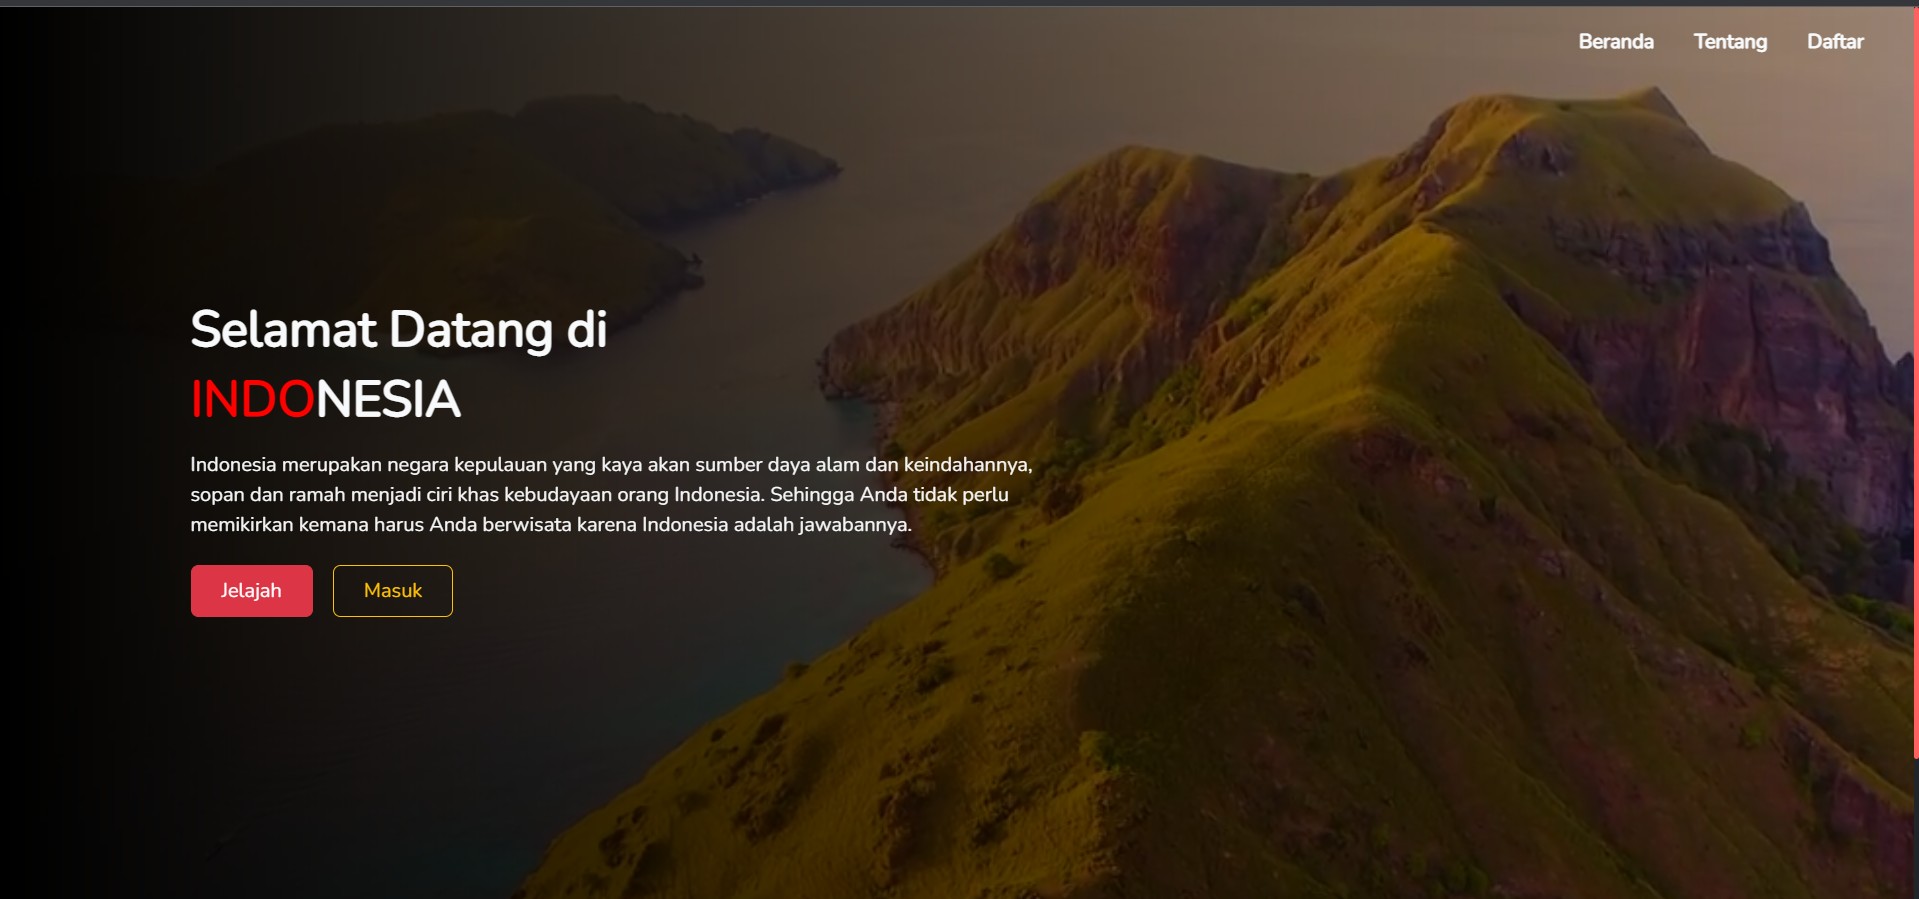 Beranda Tentang Daftar
Selamat Datang di
INDONESIA
Indonesia merupakan negara kepulauan yang kaya akan sumber daya alam dan keindahannya,
sopan dan ramah menjadi ciri khas kebudayaan orang Indonesia. Sehingga Anda tidak perlu
memikirkan kemana harus Anda berwisata karena Indonesia adalah jawabannya.
Jelajah Masuk